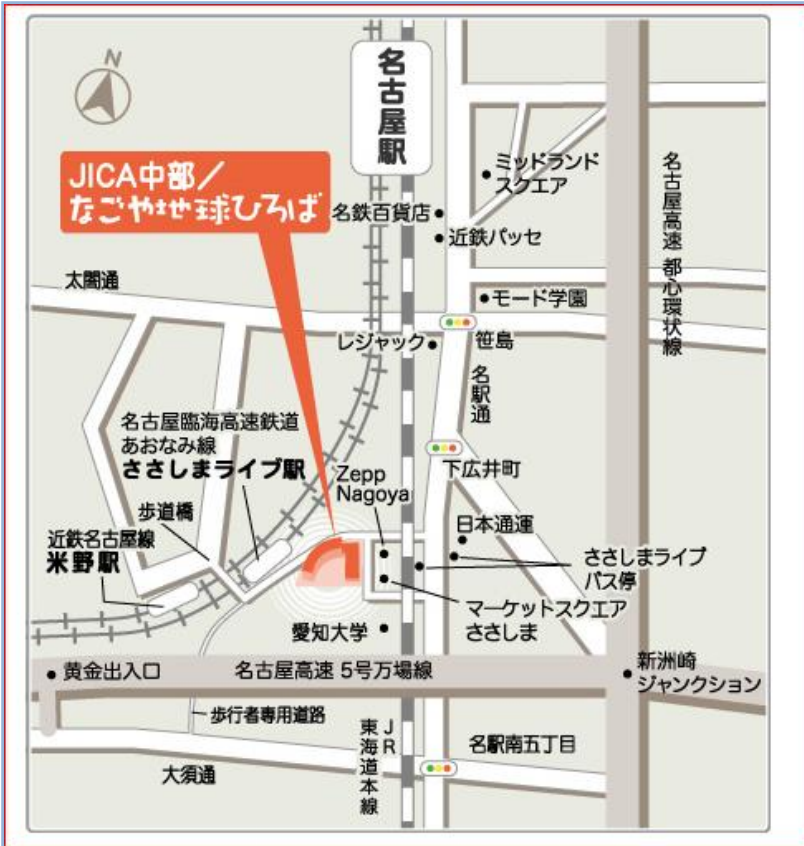 N
名古屋駅
JICA中部／
なごや地球ひろば
ミッドランド
スクエア
名鉄百貨店
近鉄パッセ
名古屋高速 都心環状線
太閤通
モード学園
レジャック
笹島
名駅通
名古屋臨海高速鉄道
あおなみ線
ささしまライブ駅
Zepp
Nagoya
下広井町
歩道橋
日本通運
近鉄名古屋線
米野駅
ささしまライブ
バス停
マーケットスクエア
ささしま
愛知大学
黄金出入口
名古屋高速 5号万場線
新洲崎
ジャンクション
歩行者専用道路
JR
東海道本線
名駅南五丁目
大須通